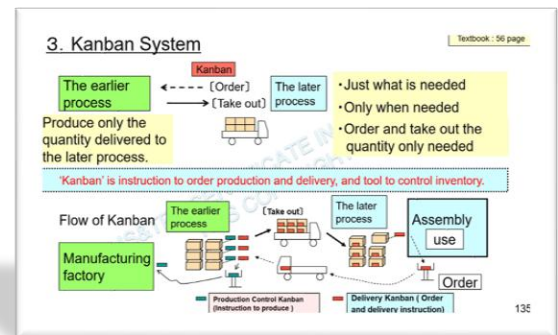 3. Kanban System
Textbook : 56 page
Kanban
The earlier
process
〔Order〕
〔Take out〕
The later
process
・Just what is needed
・Only when needed
・Order and take out the
quantity only needed
Produce only the
quantity delivered to
the later process.
'Kanban' is instruction to order production and delivery, and tool to control inventory.
Flow of Kanban
The earlier
process
〔Take out〕
The later
process
Assembly
use
Manufacturing
factory
Order
Production Control Kanban
(Instruction to produce )
Delivery Kanban ( Order
and delivery instruction)
135